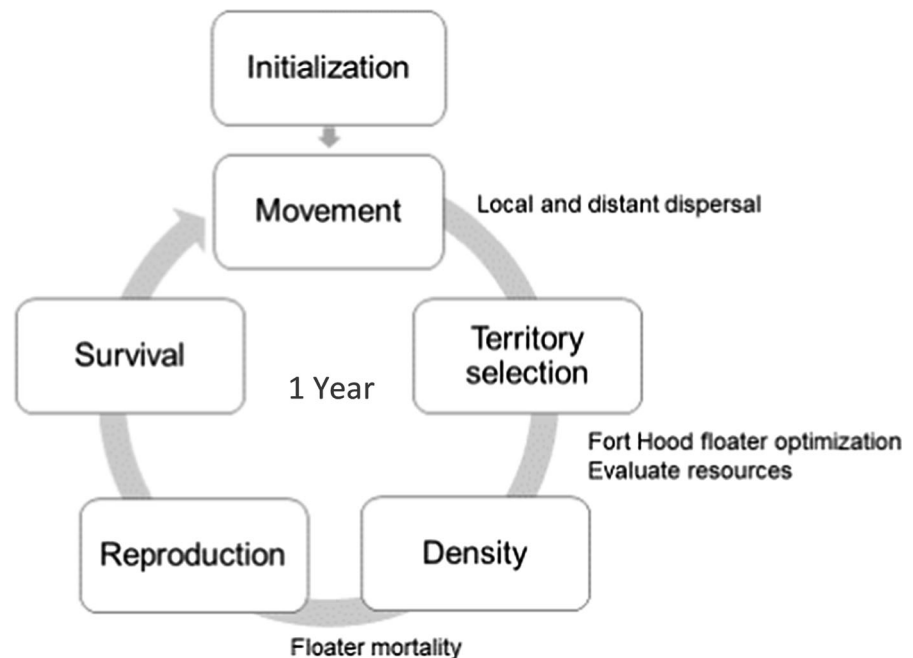 Initialization
Movement
Local and distant dispersal
Territory
selection
Survival
1 Year
Fort Hood floater optimization
Evaluate resources
Density
Reproduction
Floater mortality